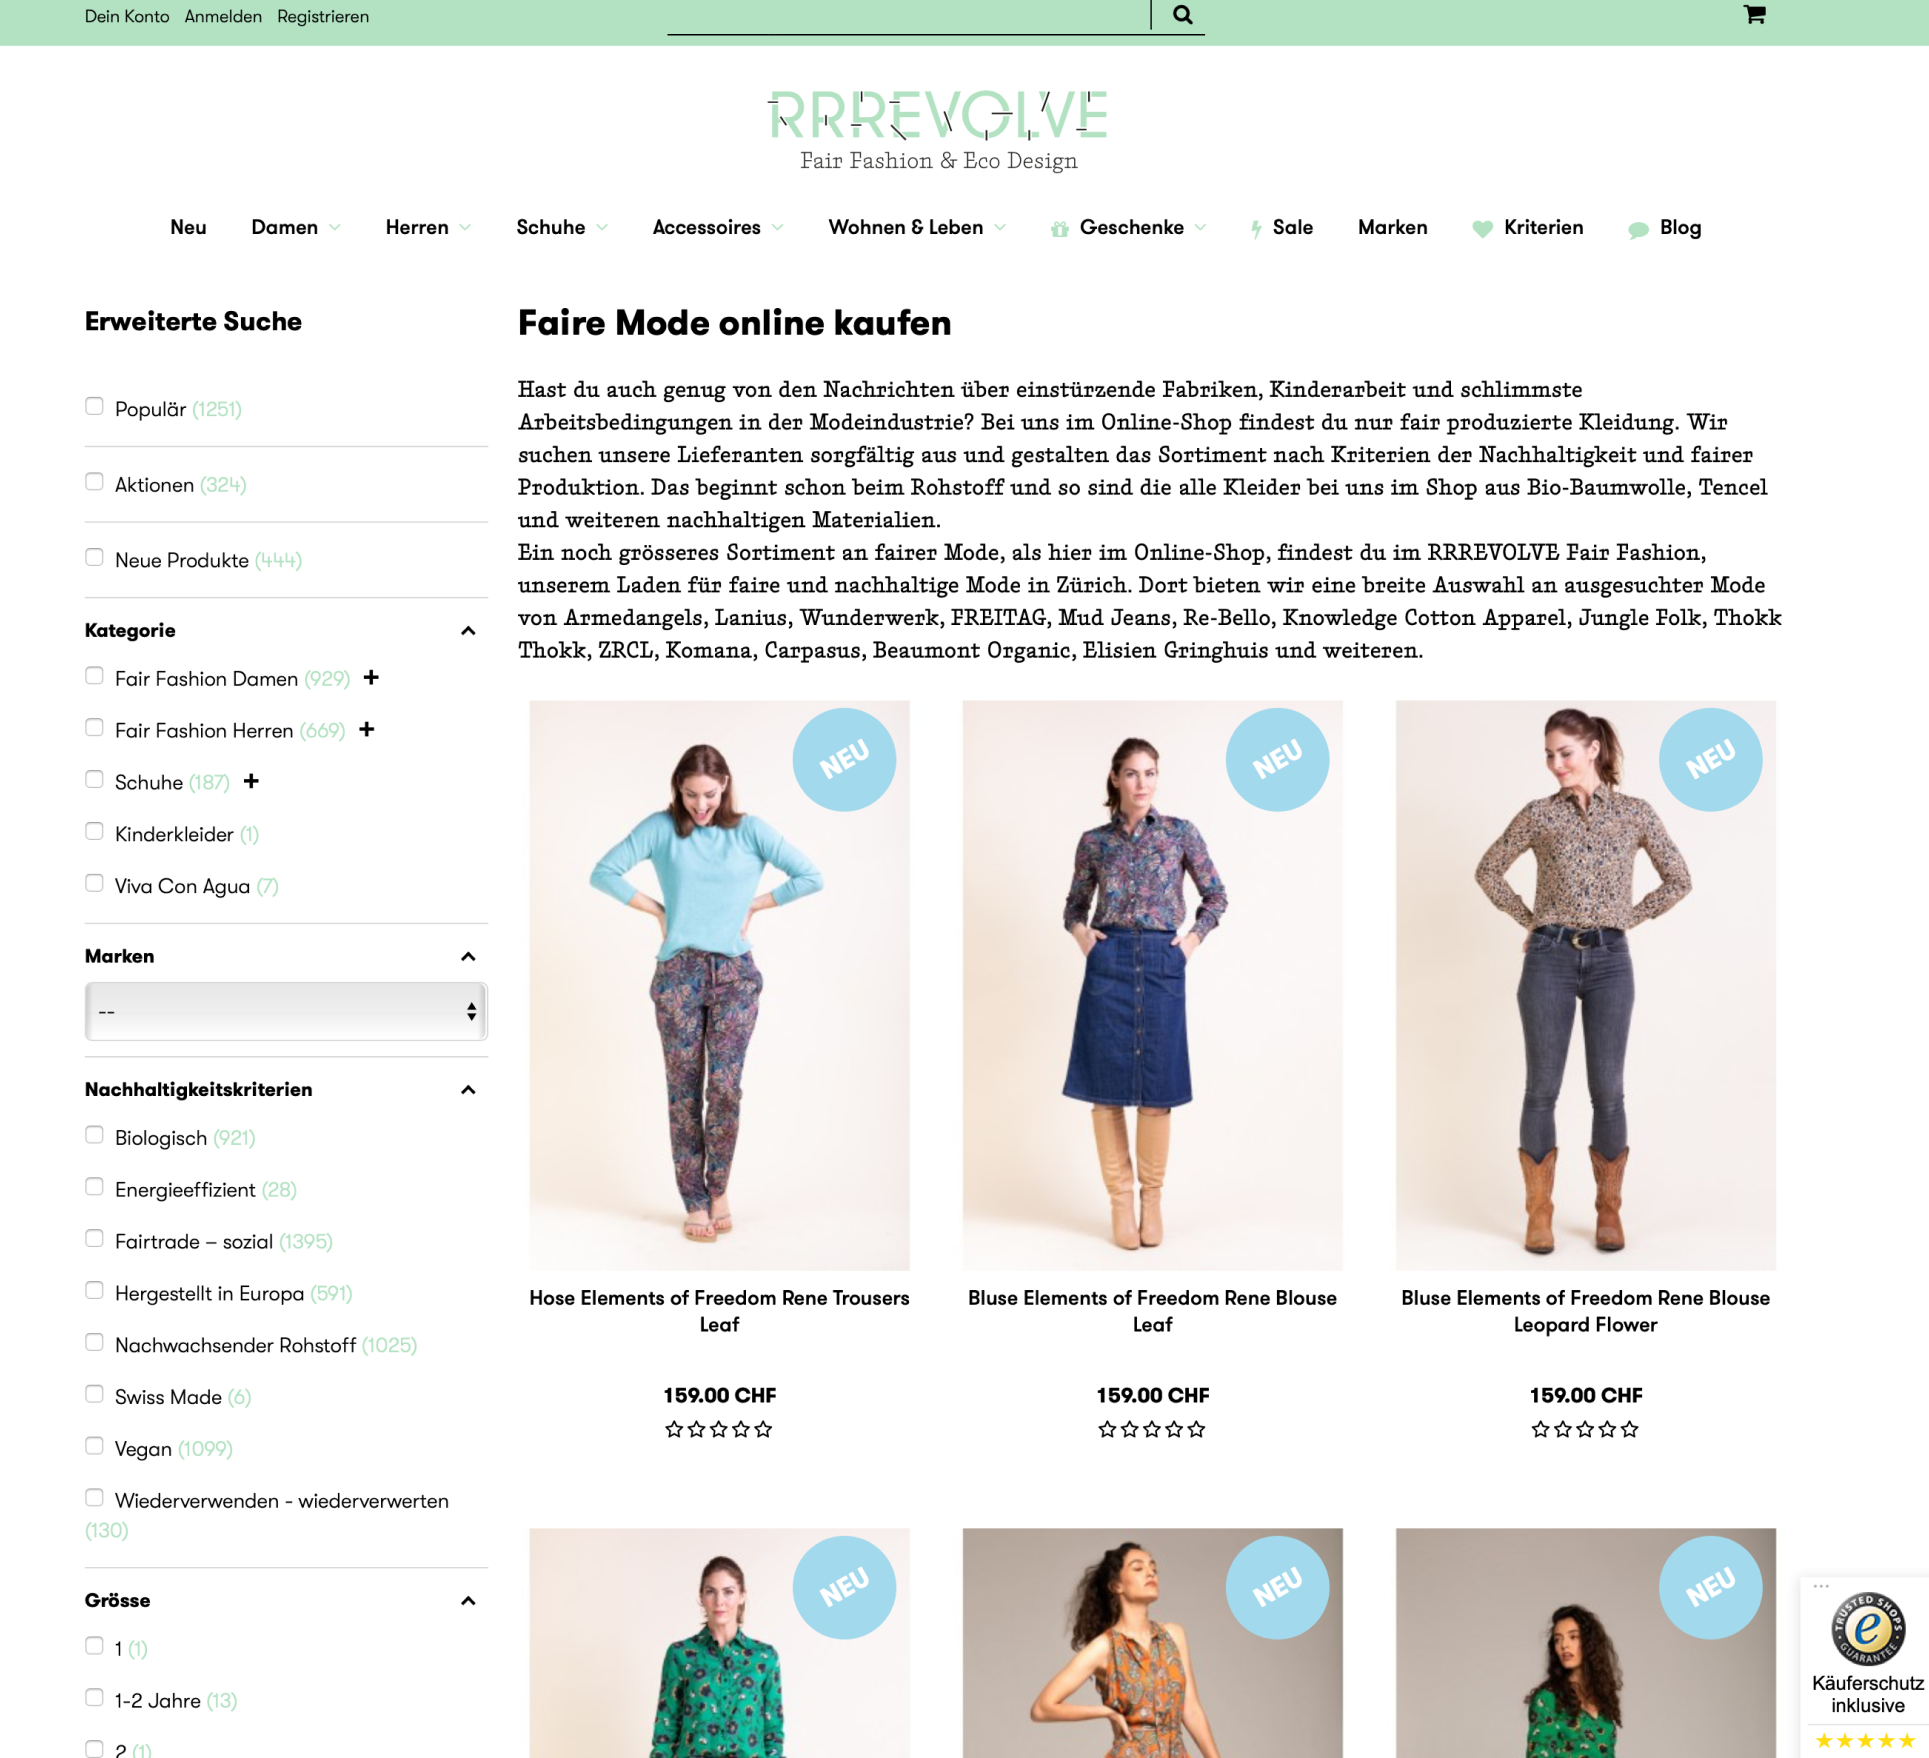 Dein Konto Anmelden Registrieren
RRREVOLVE
Fair Fashion & Eco Design
Neu Damen Herren Schuhe Accessoires Wohnen & Leben Geschenke Sale Marken Kriterien Blog
Erweiterte Suche
Populär (1251)
Aktionen (324)
Neue Produkte (444)
Kategorie
Fair Fashion Damen (929) +
Fair Fashion Herren (669) +
Schuhe (187) +
Kinderkleider (1)
Viva Con Agua (7)
Marken
--
Nachhaltigkeitskriterien
Biologisch (921)
Energieeffizient (28)
Fairtrade – sozial (1395)
Hergestellt in Europa (591)
Nachwachsender Rohstoff (1025)
Swiss Made (6)
Vegan (1099)
Wiederverwenden - wiederverwerten
(130)
Grösse
1 (1)
1-2 Jahre (13)
2 (1)
Faire Mode online kaufen
Hast du auch genug von den Nachrichten über einstürzende Fabriken, Kinderarbeit und schlimmste
Arbeitsbedingungen in der Modeindustrie? Bei uns im Online-Shop findest du nur fair produzierte Kleidung. Wir
suchen unsere Lieferanten sorgfältig aus und gestalten das Sortiment nach Kriterien der Nachhaltigkeit und fairer
Produktion. Das beginnt schon beim Rohstoff und so sind die alle Kleider bei uns im Shop aus Bio-Baumwolle, Tencel
und weiteren nachhaltigen Materialien.
Ein noch grösseres Sortiment an fairer Mode, als hier im Online-Shop, findest du im RRREVOLVE Fair Fashion,
unserem Laden für faire und nachhaltige Mode in Zürich. Dort bieten wir eine breite Auswahl an ausgesuchter Mode
von Armedangels, Lanius, Wunderwerk, FREITAG, Mud Jeans, Re-Bello, Knowledge Cotton Apparel, Jungle Folk, Thokk
Thokk, ZRCL, Komana, Carpasus, Beaumont Organic, Elisien Gringhuis und weiteren.
NEU
NEU
NEU
Hose Elements of Freedom Rene Trousers
Leaf
159.00 CHF
Bluse Elements of Freedom Rene Blouse
Leaf
159.00 CHF
Bluse Elements of Freedom Rene Blouse
Leopard Flower
159.00 CHF
NEU
NEU
NEU
TRUSTED SHOPS
e
GUARANTEE
Käuferschutz
inklusive